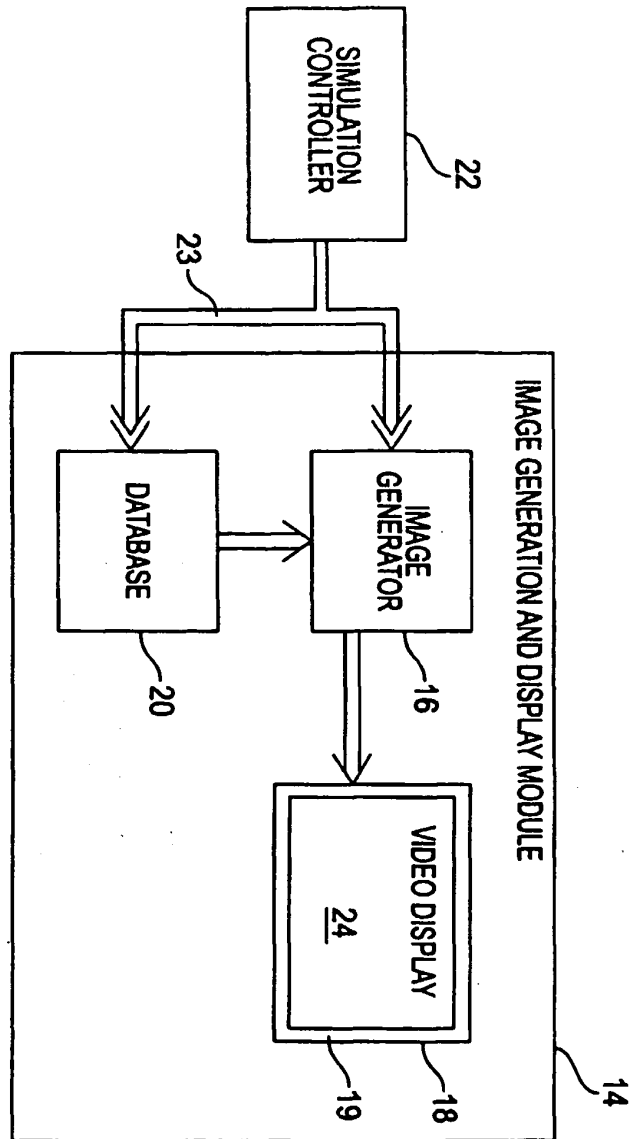 14
IMAGE GENERATION AND DISPLAY MODULE
22
SIMULATION
CONTROLLER
23
IMAGE
GENERATOR
16
VIDEO DISPLAY
24
18
19
DATABASE
20